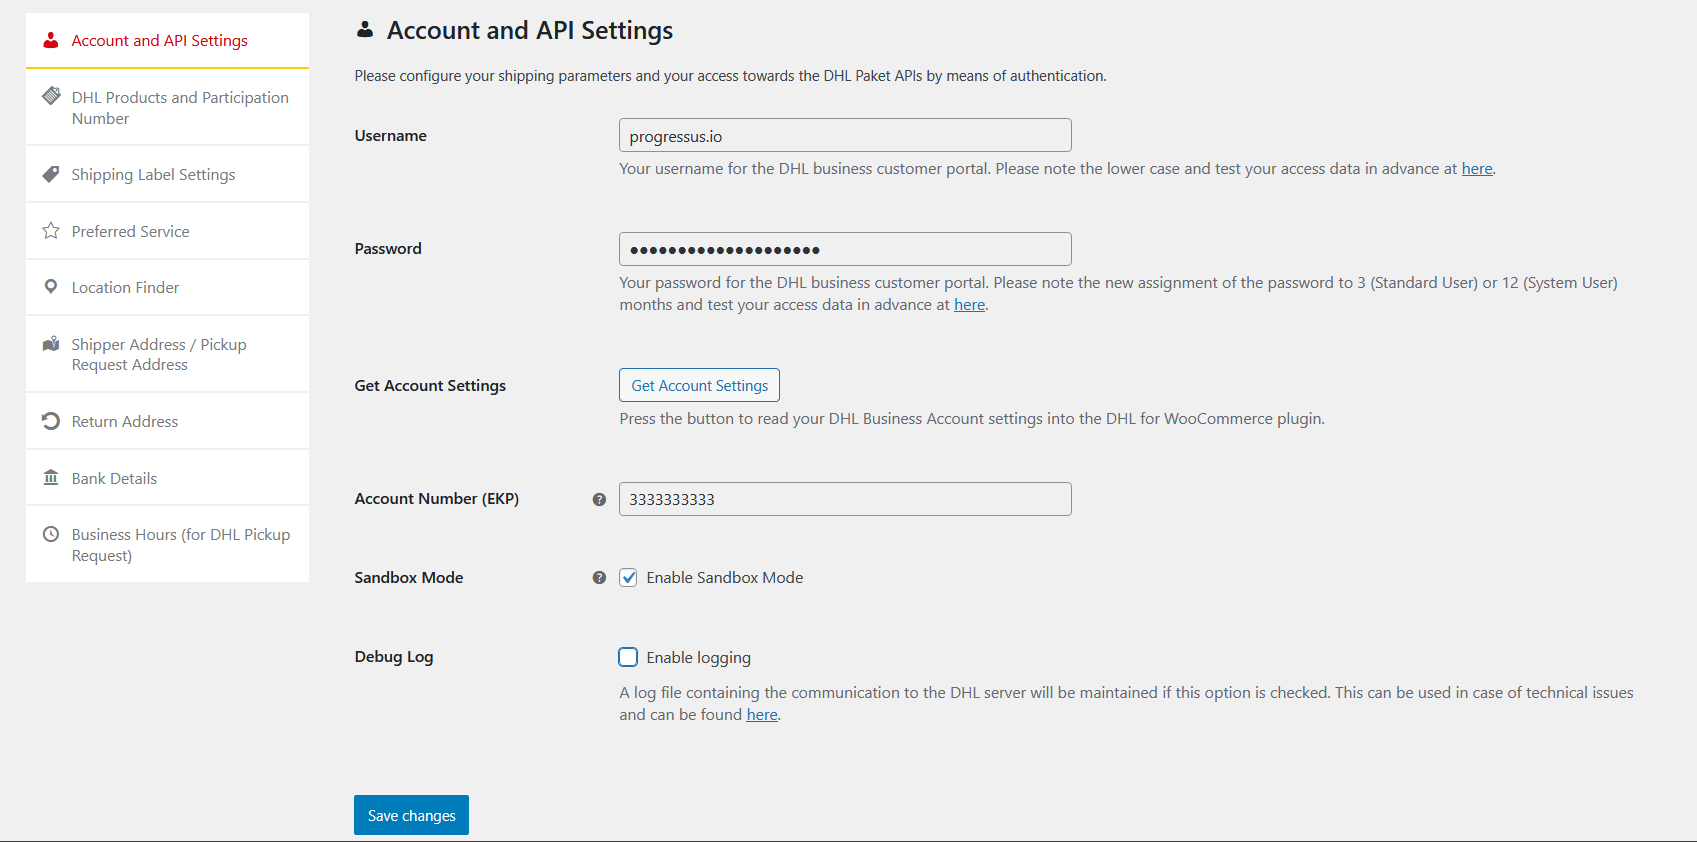 Account and API Settings
DHL Products and Participation
Number
Shipping Label Settings
Preferred Service
Location Finder
Shipper Address / Pickup
Request Address
Return Address
Bank Details
Business Hours (for DHL Pickup
Request)
Account and API Settings
Please configure your shipping parameters and your access towards the DHL Paket APIs by means of authentication.
Username
progressus.io
Your username for the DHL business customer portal. Please note the lower case and test your access data in advance at here.
Password
●●●●●●●●●●●●●●●●●●●●
Your password for the DHL business customer portal. Please note the new assignment of the password to 3 (Standard User) or 12 (System User)
months and test your access data in advance at here.
Get Account Settings
Get Account Settings
Press the button to read your DHL Business Account settings into the DHL for WooCommerce plugin.
Account Number (EKP)
3333333333
Sandbox Mode
Enable Sandbox Mode
Debug Log
Enable logging
A log file containing the communication to the DHL server will be maintained if this option is checked. This can be used in case of technical issues
and can be found here.
Save changes